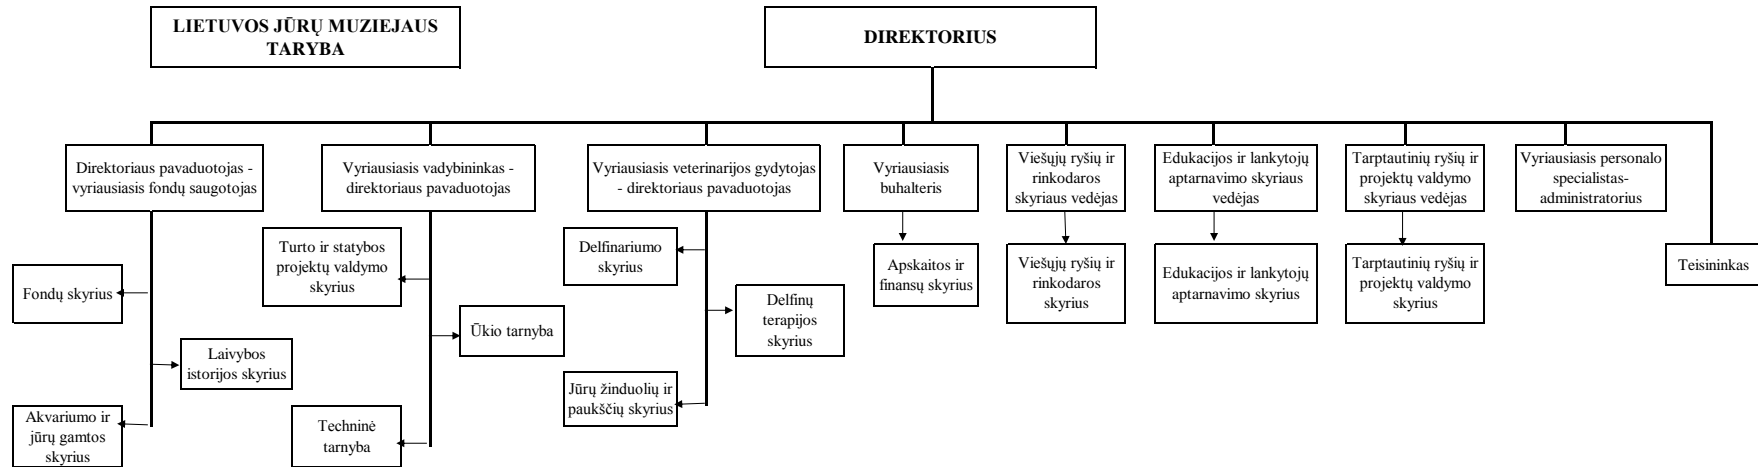 LIETUVOS JŪRŲ MUZIEJAUS
TARYBA
DIREKTORIUS
Direktoriaus pavaduotojas -
vyriausiasis fondų saugotojas
Vyriausiasis vadybininkas -
direktoriaus pavaduotojas
Vyriausiasis veterinarijos gydytojas
- direktoriaus pavaduotojas
Vyriausiasis
buhalteris
Viešųjų ryšių ir
rinkodaros
skyriaus vedėjas
Edukacijos ir lankytojų
aptarnavimo skyriaus
vedėjas
Tarptautinių ryšių ir
projektų valdymo
skyriaus vedėjas
Vyriausiasis personalo
specialistas-
administratorius
Fondų skyrius
Laivybos
istorijos skyrius
Akvariumo ir
jūrų gamtos
skyrius
Turto ir statybos
projektų valdymo
skyrius
Ūkio tarnyba
Techninė
tarnyba
Delfinariumo
skyrius
Delfinų
terapijos
skyrius
Jūrų žinduolių ir
paukščių skyrius
Apskaitos ir
finansų skyrius
Viešųjų ryšių ir
rinkodaros
skyrius
Edukacijos ir lankytojų
aptarnavimo skyrius
Tarptautinių ryšių ir
projektų valdymo
skyrius
Teisininkas